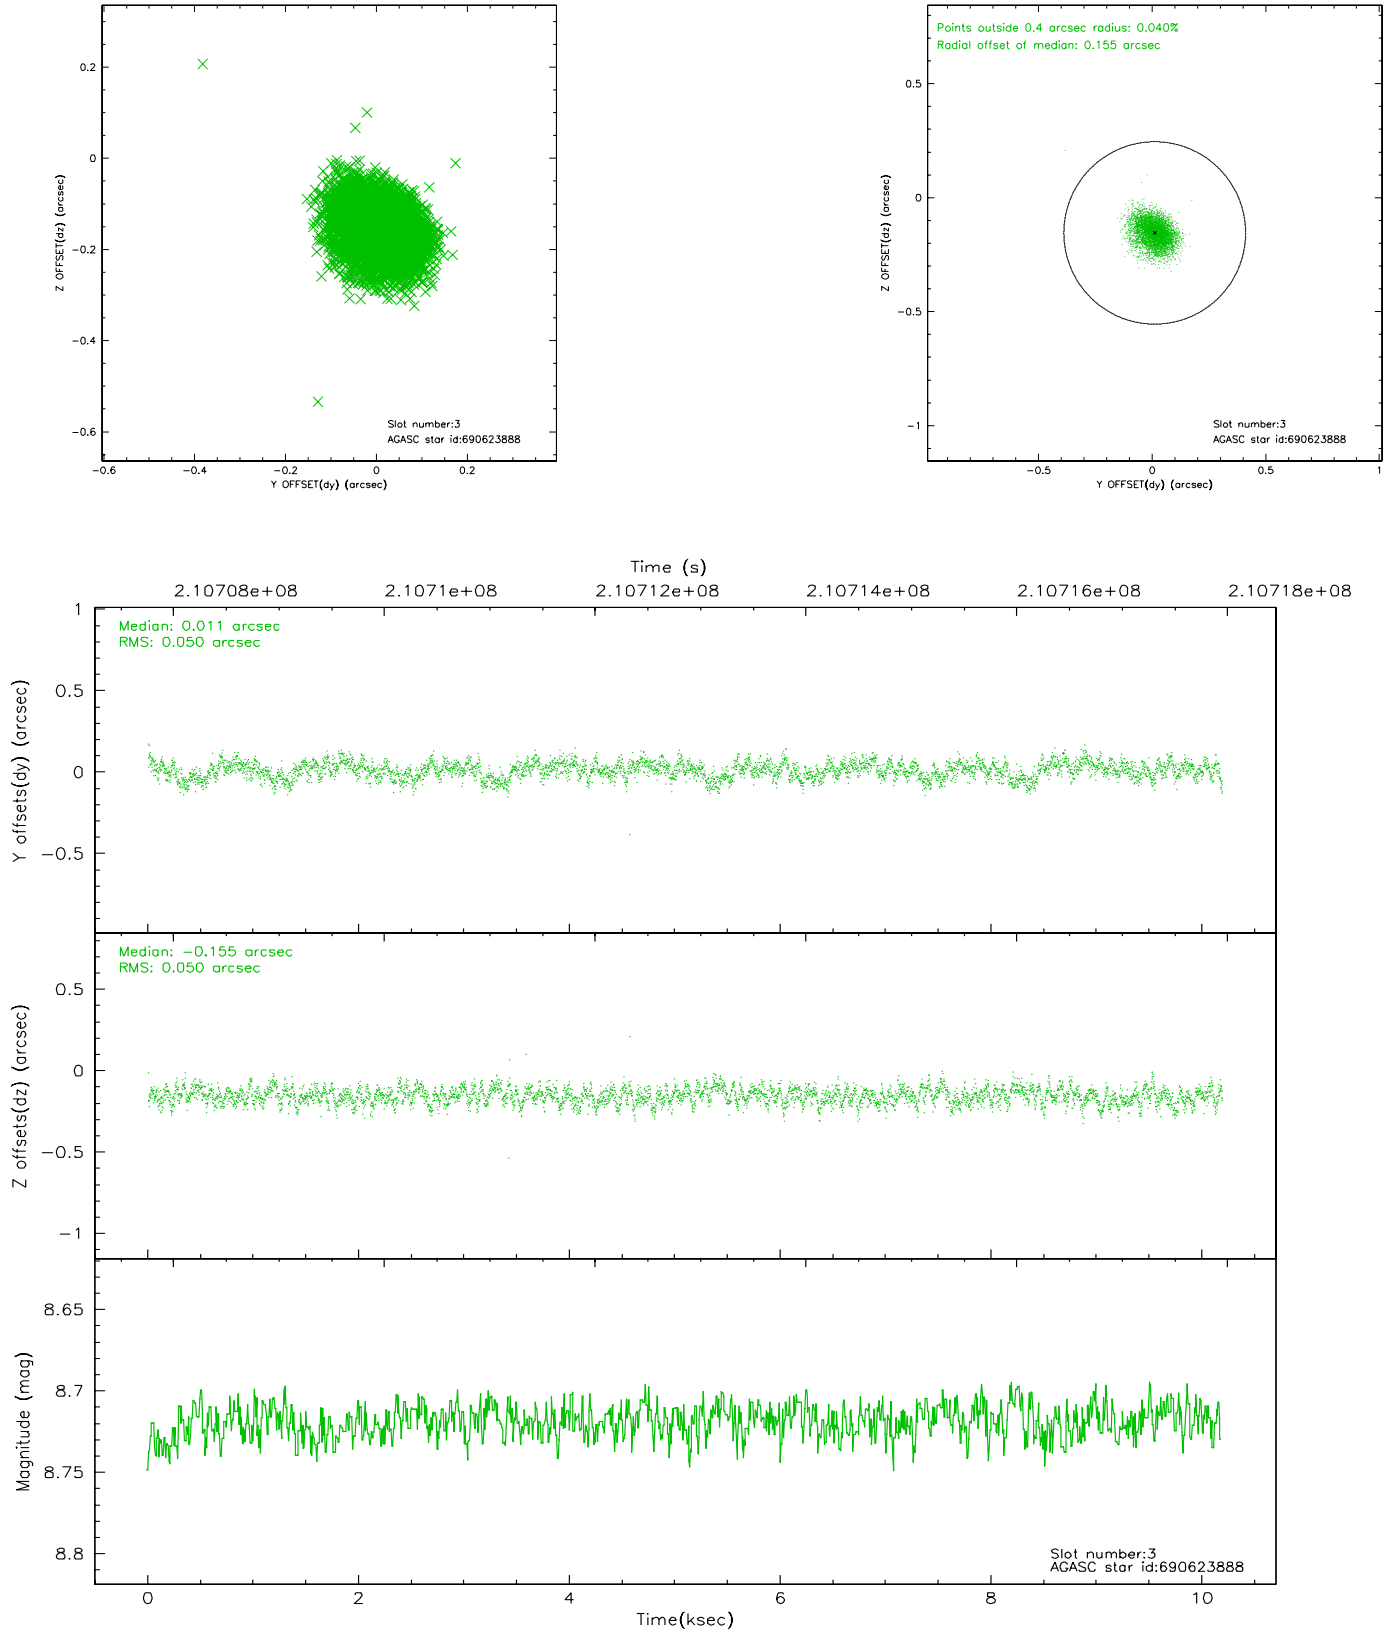 0.2
0
−0.2
−0.4
−0.6
Z OFFSET(dz) (arcsec)
Slot number:3
AGASC star id:690623888
−0.6 −0.4 −0.2 0 0.2
Y OFFSET(dy) (arcsec)
Points outside 0.4 arcsec radius: 0.040%
Radial offset of median: 0.155 arcsec
0.5
0
−0.5
−1
Z OFFSET(dz) (arcsec)
Slot number:3
AGASC star id:690623888
−0.5 0 0.5 1
Y OFFSET(dy) (arcsec)
Time (s)
2.10708e+08 2.1071e+08 2.10712e+08 2.10714e+08 2.10716e+08 2.10718e+08
Median: 0.011 arcsec
RMS: 0.050 arcsec
1
0.5
0
−0.5
Y offsets(dy) (arcsec)
Median: −0.155 arcsec
RMS: 0.050 arcsec
0.5
0
−0.5
−1
Z offsets(dz) (arcsec)
8.65
8.7
8.75
8.8
Magnitude (mag)
Slot number:3
AGASC star id:690623888
0 2 4 6 8 10
Time(ksec)